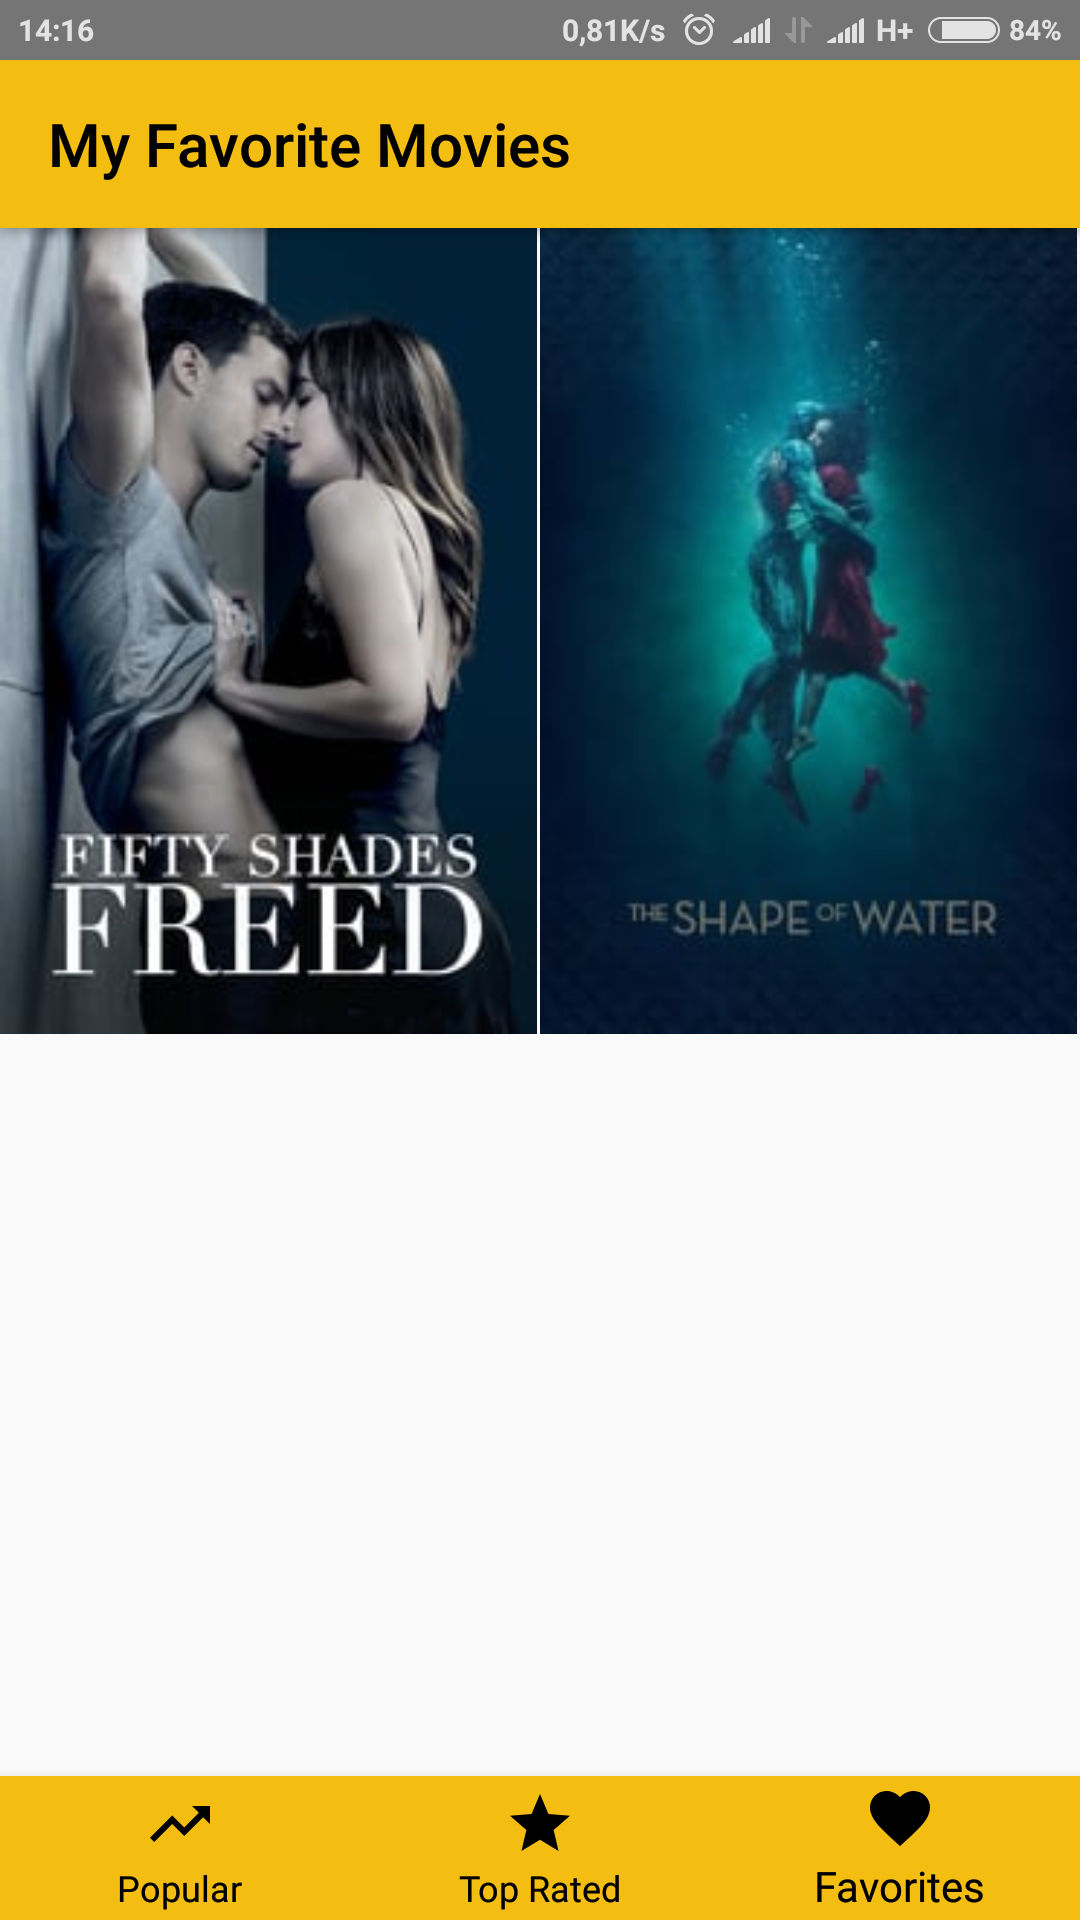 14:16 0,81K/s H+ 84%
My Favorite Movies
FIFTY SHADES
FREED
THE SHAPE OF WATER
Popular Top Rated Favorites